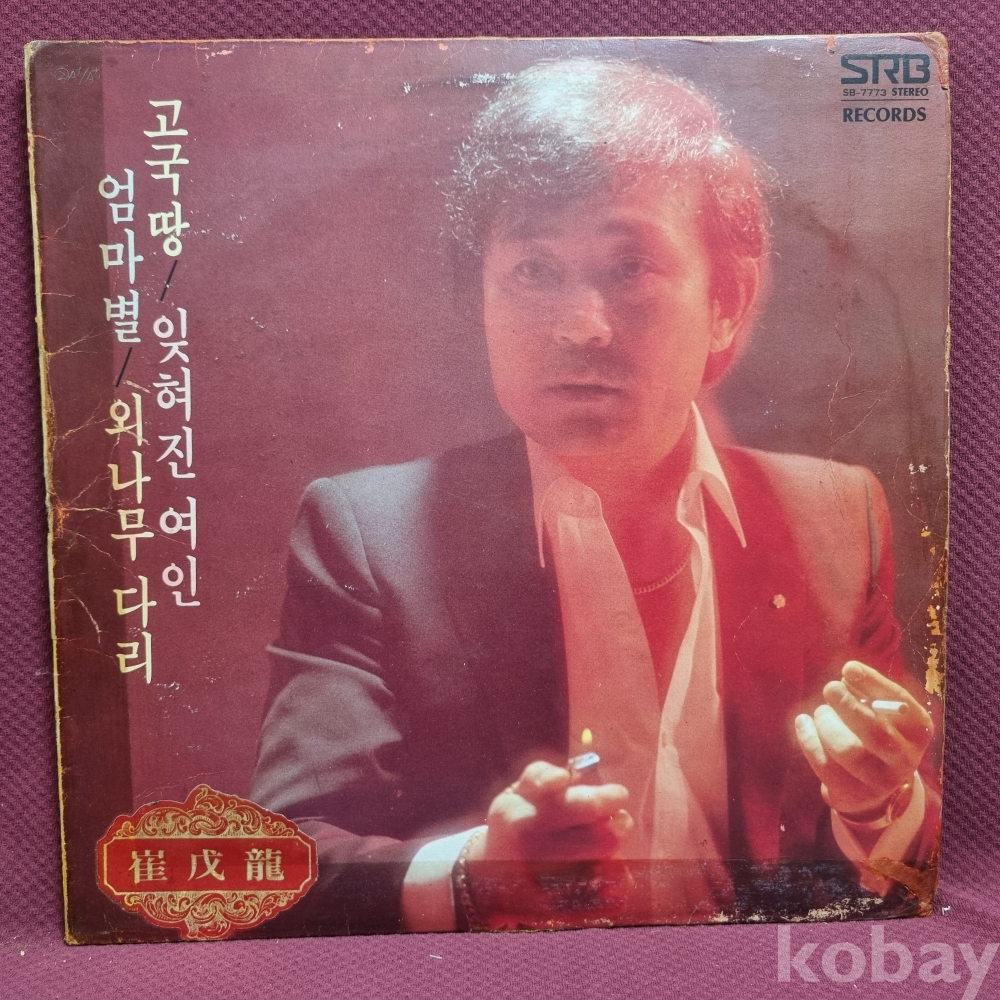 STRB
SB-7773 STEREO
RECORDS
고국땅/잊혀진 여인
엄마별/외나무다리
崔戊龍
kobay